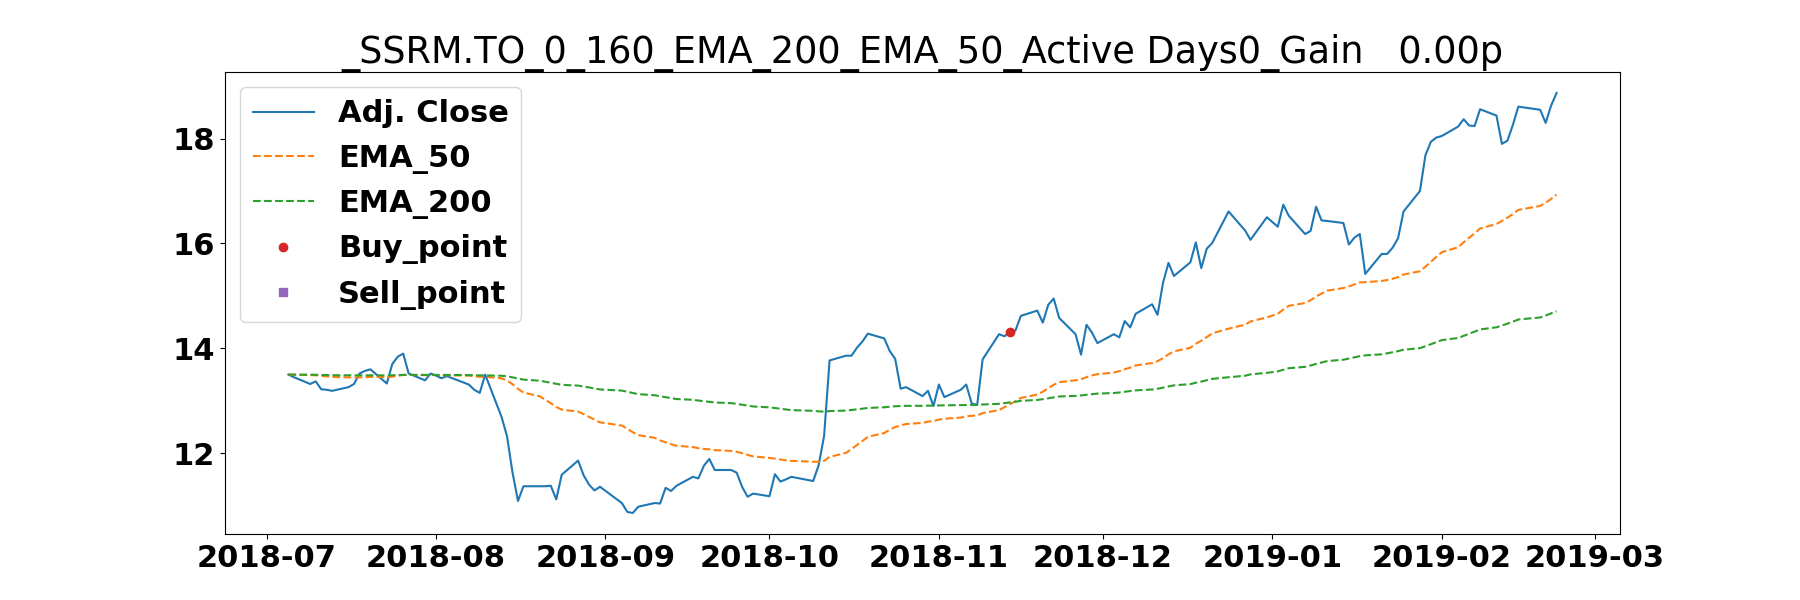 _SSRM.TO_0_160_EMA_200_EMA_50_Active Days0_Gain   0.00p
Adj. Close
EMA_50
EMA_200
Buy_point
Sell_point
18
16
14
12
2018-07 2018-08 2018-09 2018-10 2018-11 2018-12 2019-01 2019-02 2019-03